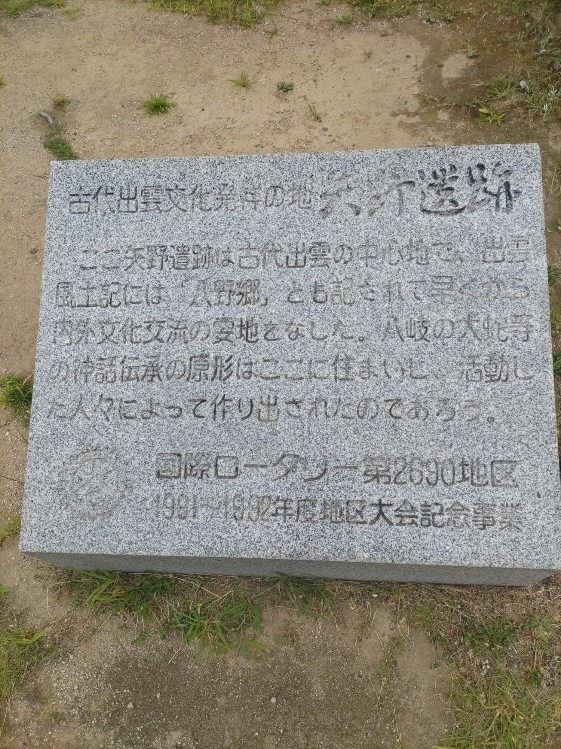 古代出雲文化発祥の地 矢野遺跡
ここ矢野遺跡は古代出雲の中心地で、出雲
風土記には「八野郷」とも記されて早くから
内外文化交流の要地をなした。八岐の大蛇等
の神話伝承の原形はここに住まいし、活動し
た人々によって作り出されたのであろう。
国際ロータリー第2690地区
1991~1992年度地区大会記念事業